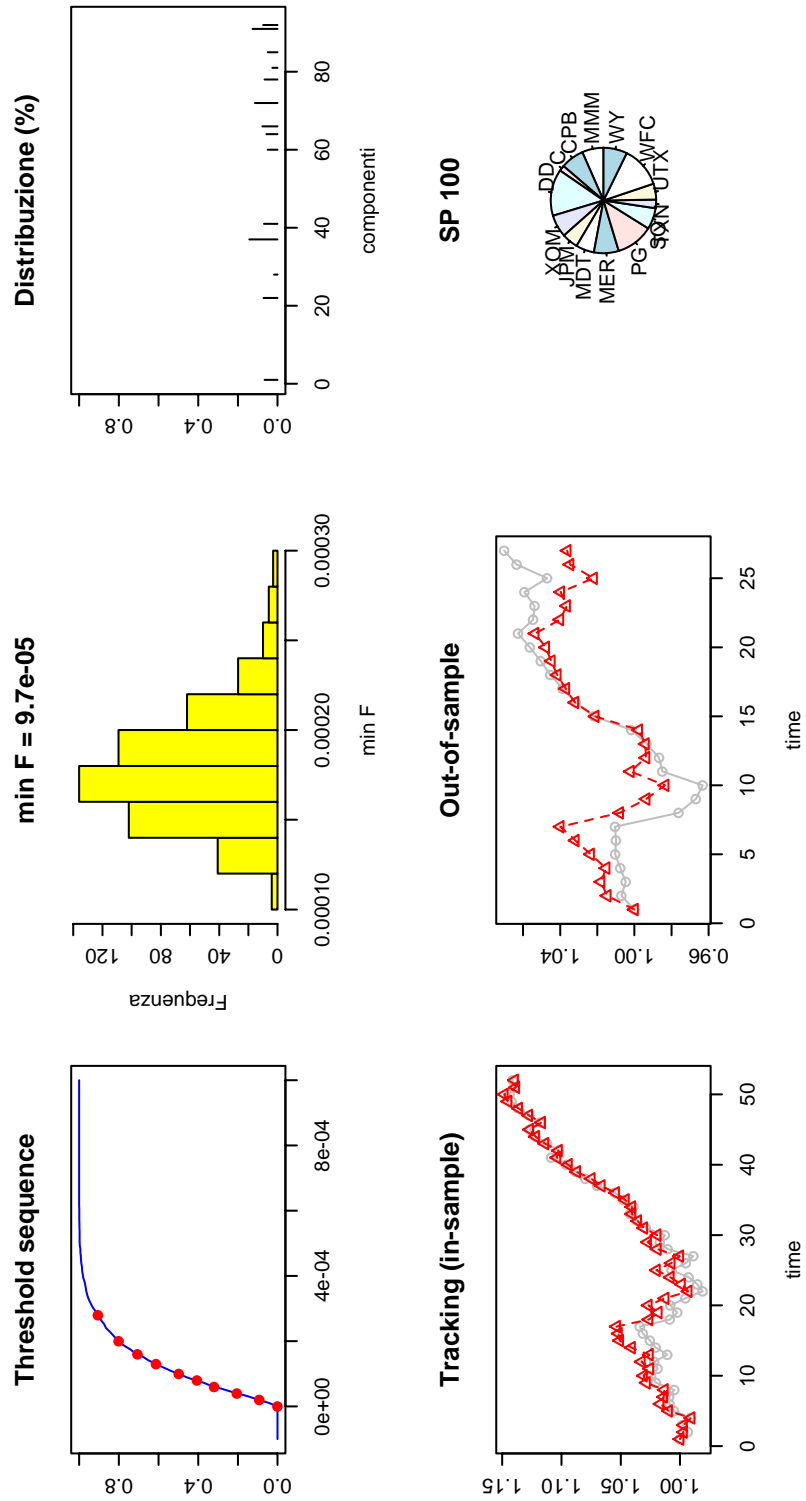 Threshold sequence
0.8
0.4
0.0
0e+00 4e-04 8e-04
min F = 9.7e-05
Frequenza
120
80
40
0
0.00010 0.00020 0.00030
min F
Distribuzione (%)
0.8
0.4
0.0
0 20 40 60 80
componenti
Tracking (in-sample)
1.15
1.10
1.05
1.00
0 10 20 30 40 50
time
Out-of-sample
1.04
1.00
0.96
0 5 10 15 20 25
time
SP 100
MMM
CPB
C
DD
XOM
JPM
MDT
MER
PG
UTX
WFC
WY